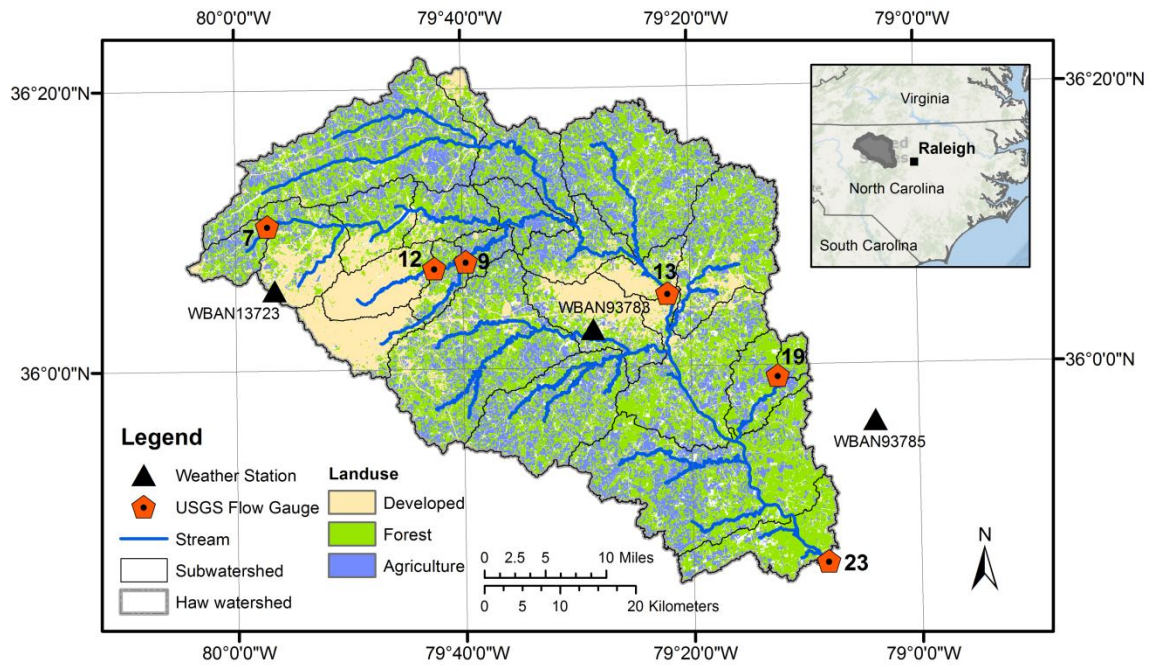 80°0'0"W 79°40'0"W 79°20'0"W 79°0'0"W
36°20'0"N 36°20'0"N
Virginia
Raleigh
North Carolina
South Carolina
7
12
9
13
WBAN13723
WBAN93783
19
36°0'0"N 36°0'0"N
WBAN93785
Legend
Weather Station
USGS Flow Gauge
Stream
Subwatershed
Haw watershed
Landuse
Developed
Forest
Agriculture
0 2.5 5 10 Miles
0 5 10 20 Kilometers
N
23
80°0'0"W 79°40'0"W 79°20'0"W 79°0'0"W